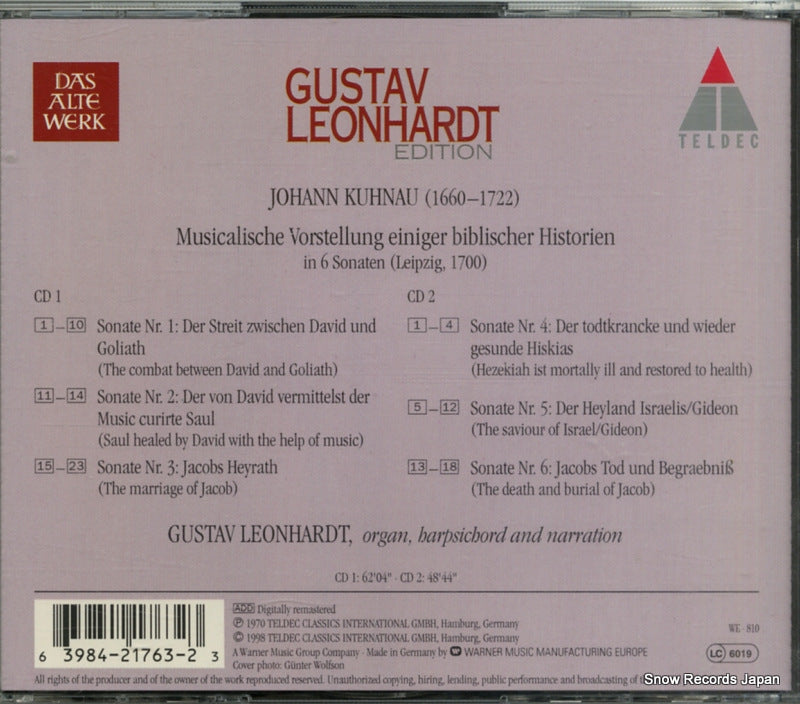 DAS
ALTE
WERK
GUSTAV
LEONHARDT
EDITION
TELDEC
JOHANN KUHNAU (1660–1722)
Musicalische Vorstellung einiger biblischer Historien
in 6 Sonaten (Leipzig, 1700)
CD 1
1–10 Sonate Nr. 1: Der Streit zwischen David und
Goliath
(The combat between David and Goliath)
11–14 Sonate Nr. 2: Der von David vermittelst der
Music curirte Saul
(Saul healed by David with the help of music)
15–23 Sonate Nr. 3: Jacobs Heyrath
(The marriage of Jacob)
CD 2
1–4 Sonate Nr. 4: Der todtkrancke und wieder
gesunde Hiskias
(Hezekiah ist mortally ill and restored to health)
5–12 Sonate Nr. 5: Der Heyland Israelis/Gideon
(The saviour of Israel/Gideon)
13–18 Sonate Nr. 6: Jacobs Tod und Begraebniß
(The death and burial of Jacob)
GUSTAV LEONHARDT, organ, harpsichord and narration
CD 1: 62'04" · CD 2: 48'44"
6 3984-21763-2 3
ADD Digitally remastered
℗ 1970 TELDEC CLASSICS INTERNATIONAL GMBH, Hamburg, Germany
© 1998 TELDEC CLASSICS INTERNATIONAL GMBH, Hamburg, Germany
A Warner Music Group Company · Made in Germany by WARNER MUSIC MANUFACTURING EUROPE
Cover photo: Günter Wolfson
WE 810
LC 6019
All rights of the producer and of the owner of the work reproduced reserved. Unauthorized copying, hiring, lending, public performance and broadcasting of
Snow Records Japan